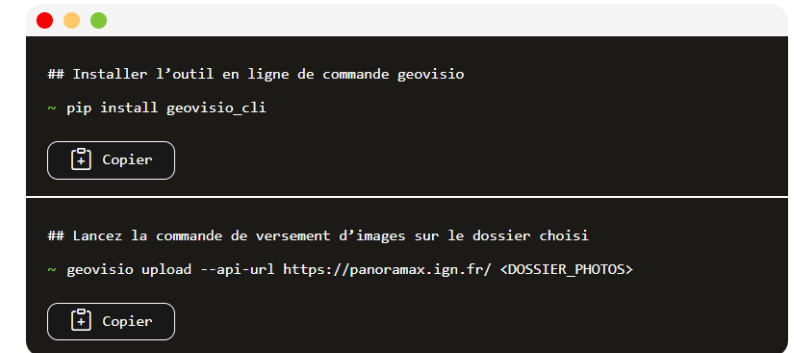 ## Installer l’outil en ligne de commande geovisio
~ pip install geovisio_cli
Copier
## Lancez la commande de versement d’images sur le dossier choisi
~ geovisio upload --api-url https://panoramax.ign.fr/ <DOSSIER_PHOTOS>
Copier